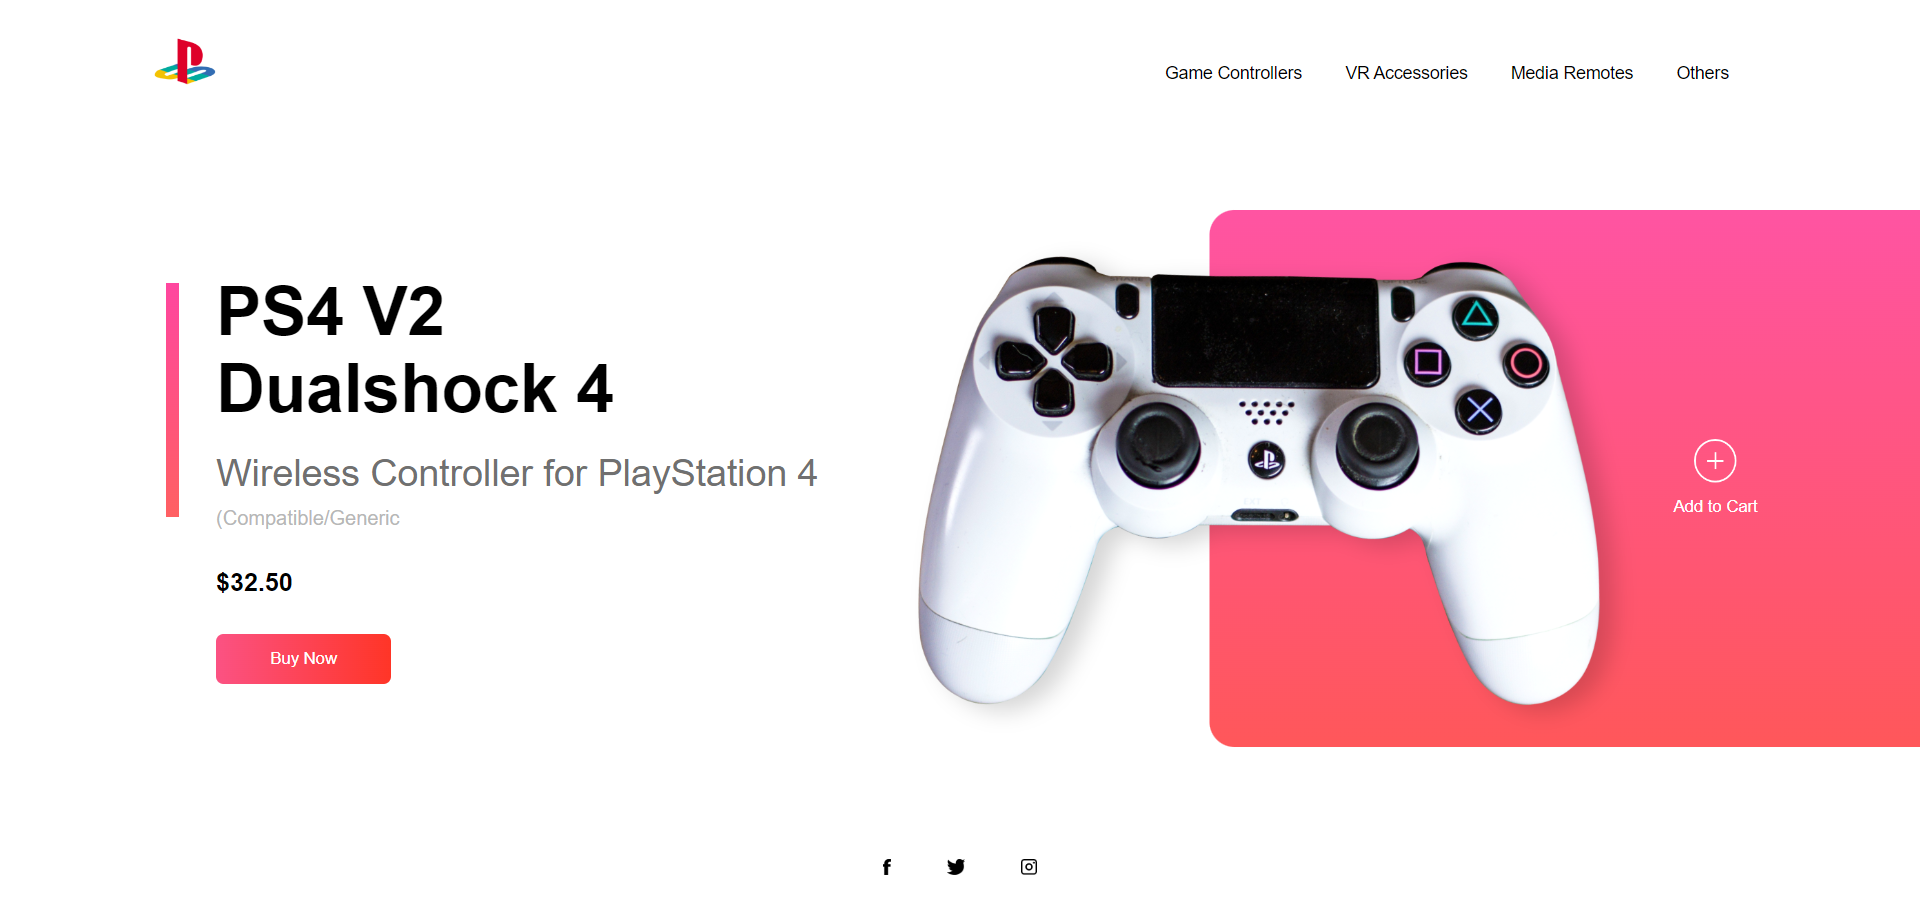 Game Controllers VR Accessories Media Remotes Others
PS4 V2
Dualshock 4
Wireless Controller for PlayStation 4
(Compatible/Generic
$32.50
Buy Now
Add to Cart